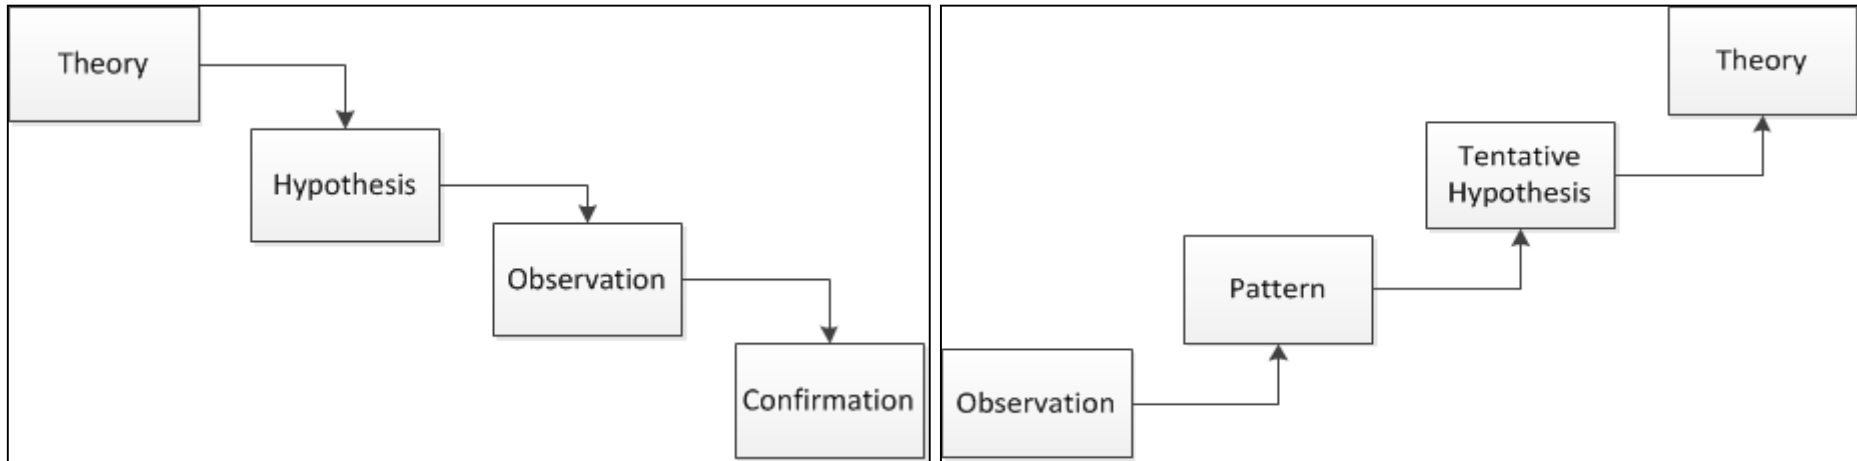 Theory
Hypothesis
Observation
Confirmation
Theory
Tentative
Hypothesis
Pattern
Observation